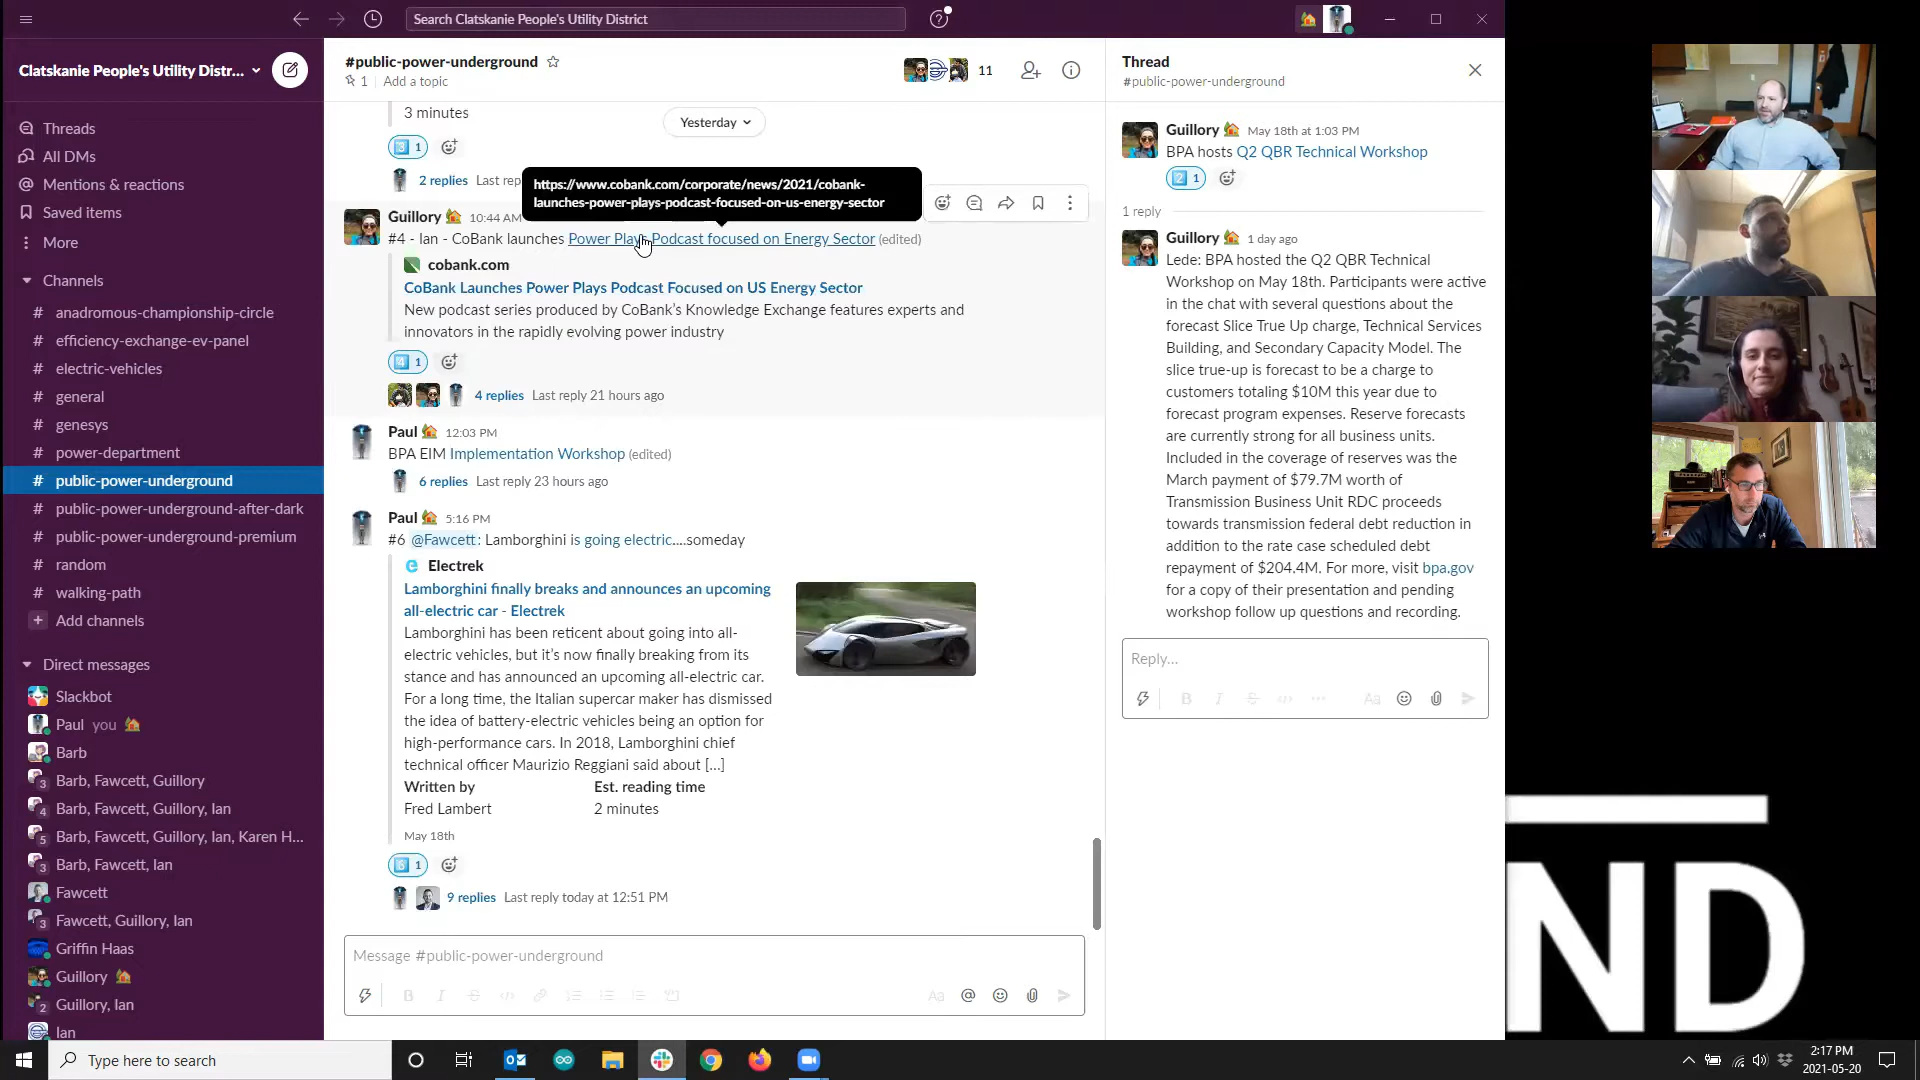 Search Clatskanie People's Utility District
Clatskanie People's Utility Distr...
Threads
All DMs
Mentions & reactions
Saved items
More
Channels
# anadromous-championship-circle
# efficiency-exchange-ev-panel
# electric-vehicles
# general
# genesys
# power-department
# public-power-underground
# public-power-underground-after-dark
# public-power-underground-premium
# random
# walking-path
+ Add channels
Direct messages
Slackbot
Paul you
Barb
3 Barb, Fawcett, Guillory
4 Barb, Fawcett, Guillory, Ian
5 Barb, Fawcett, Guillory, Ian, Karen H...
3 Barb, Fawcett, Ian
Fawcett
3 Fawcett, Guillory, Ian
Griffin Haas
Guillory
2 Guillory, Ian
Ian
#public-power-underground
1 Add a topic
11
3 minutes
Yesterday
3 1
2 replies Last rep
https://www.cobank.com/corporate/news/2021/cobank-
launches-power-plays-podcast-focused-on-us-energy-sector
Guillory 10:44 AM
#4 - Ian - CoBank launches Power Plays Podcast focused on Energy Sector (edited)
cobank.com
CoBank Launches Power Plays Podcast Focused on US Energy Sector
New podcast series produced by CoBank's Knowledge Exchange features experts and
innovators in the rapidly evolving power industry
4 1
4 replies Last reply 21 hours ago
Paul 12:03 PM
BPA EIM Implementation Workshop (edited)
6 replies Last reply 23 hours ago
Paul 5:16 PM
#6 @Fawcett: Lamborghini is going electric....someday
Electrek
Lamborghini finally breaks and announces an upcoming
all-electric car - Electrek
Lamborghini has been reticent about going into all-
electric vehicles, but it's now finally breaking from its
stance and has announced an upcoming all-electric car.
For a long time, the Italian supercar maker has dismissed
the idea of battery-electric vehicles being an option for
high-performance cars. In 2018, Lamborghini chief
technical officer Maurizio Reggiani said about [...]
Written by Est. reading time
Fred Lambert 2 minutes
May 18th
6 1
9 replies Last reply today at 12:51 PM
Message #public-power-underground
Thread
#public-power-underground
Guillory May 18th at 1:03 PM
BPA hosts Q2 QBR Technical Workshop
2 1
1 reply
Guillory 1 day ago
Lede: BPA hosted the Q2 QBR Technical
Workshop on May 18th. Participants were active
in the chat with several questions about the
forecast Slice True Up charge, Technical Services
Building, and Secondary Capacity Model. The
slice true-up is forecast to be a charge to
customers totaling $10M this year due to
forecast program expenses. Reserve forecasts
are currently strong for all business units.
Included in the coverage of reserves was the
March payment of $79.7M worth of
Transmission Business Unit RDC proceeds
towards transmission federal debt reduction in
addition to the rate case scheduled debt
repayment of $204.4M. For more, visit bpa.gov
for a copy of their presentation and pending
workshop follow up questions and recording.
Reply...
ND
Type here to search
2:17 PM
2021-05-20